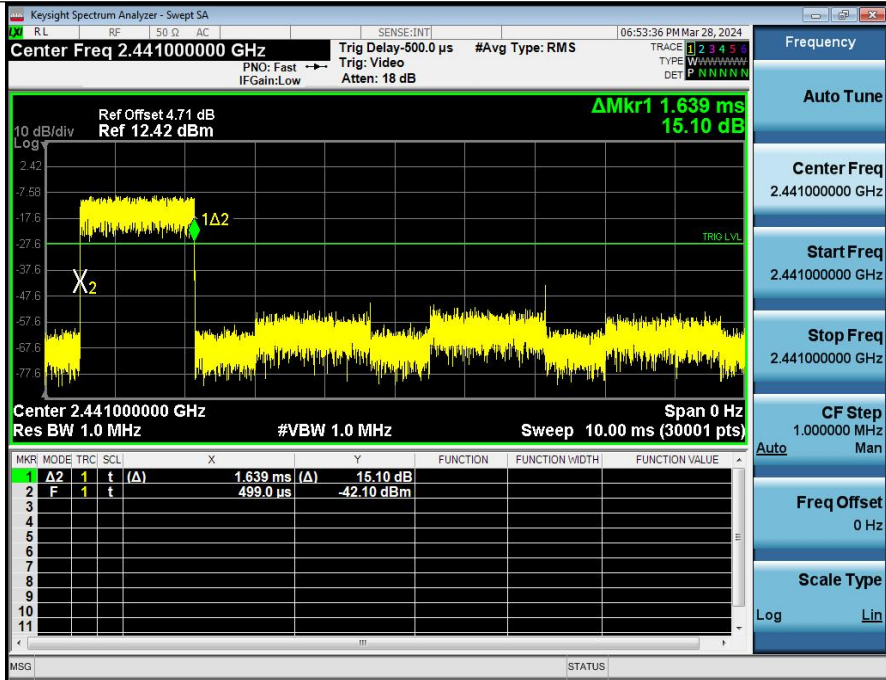 Keysight Spectrum Analyzer - Swept SA
LXI RL RF 50 Ω AC SENSE:INT 06:53:36 PM Mar 28, 2024
Center Freq 2.441000000 GHz
PNO: Fast
IFGain:Low
Trig Delay-500.0 µs
Trig: Video
Atten: 18 dB
#Avg Type: RMS
TRACE 1 2 3 4 5 6
TYPE WWWWWW
DET P N N N N N
Ref Offset 4.71 dB
Ref 12.42 dBm
10 dB/div
Log
ΔMkr1 1.639 ms
15.10 dB
2.42
-7.58
-17.6
-27.6
-37.6
-47.6
-57.6
-67.6
-77.6
1Δ2
TRIG LVL
X2
Center 2.441000000 GHz
Span 0 Hz
Res BW 1.0 MHz
#VBW 1.0 MHz
Sweep 10.00 ms (30001 pts)
MKR MODE TRC SCL X Y FUNCTION FUNCTION WIDTH FUNCTION VALUE
1 Δ2 1 t (Δ) 1.639 ms (Δ) 15.10 dB
2 F 1 t 499.0 µs -42.10 dBm
3
4
5
6
7
8
9
10
11
MSG
STATUS
Frequency
Auto Tune
Center Freq
2.441000000 GHz
Start Freq
2.441000000 GHz
Stop Freq
2.441000000 GHz
CF Step
1.000000 MHz
Auto Man
Freq Offset
0 Hz
Scale Type
Log Lin